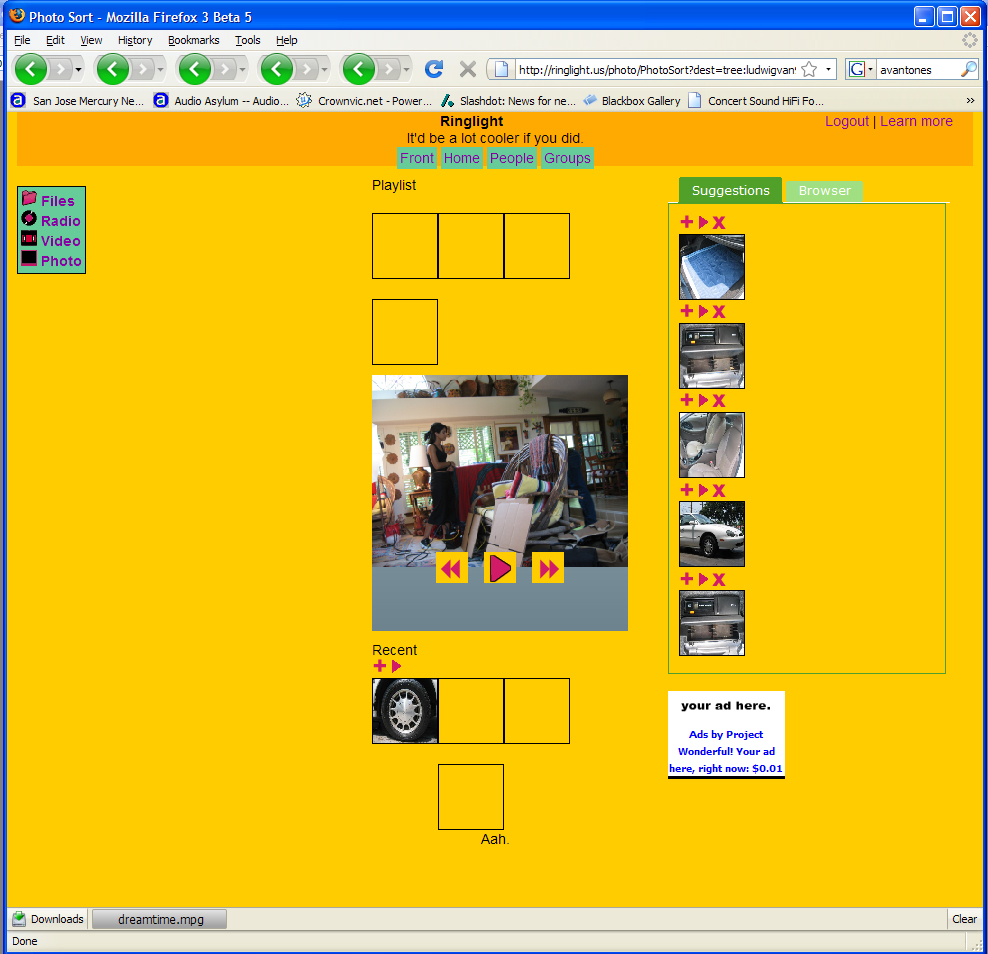 Photo Sort - Mozilla Firefox 3 Beta 5
File Edit View History Bookmarks Tools Help
http://ringlight.us/photo/PhotoSort?dest=tree:ludwigvan
G avantones
San Jose Mercury Ne... Audio Asylum -- Audio... Crownvic.net - Power... Slashdot: News for ne... Blackbox Gallery Concert Sound HiFi Fo... »
Ringlight
Logout | Learn more
It'd be a lot cooler if you did.
Front Home People Groups
Files
Radio
Video
Photo
Playlist
Suggestions Browser
Recent
your ad here.
Ads by Project
Wonderful! Your ad
here, right now: $0.01
Aah.
Downloads dreamtime.mpg Clear
Done